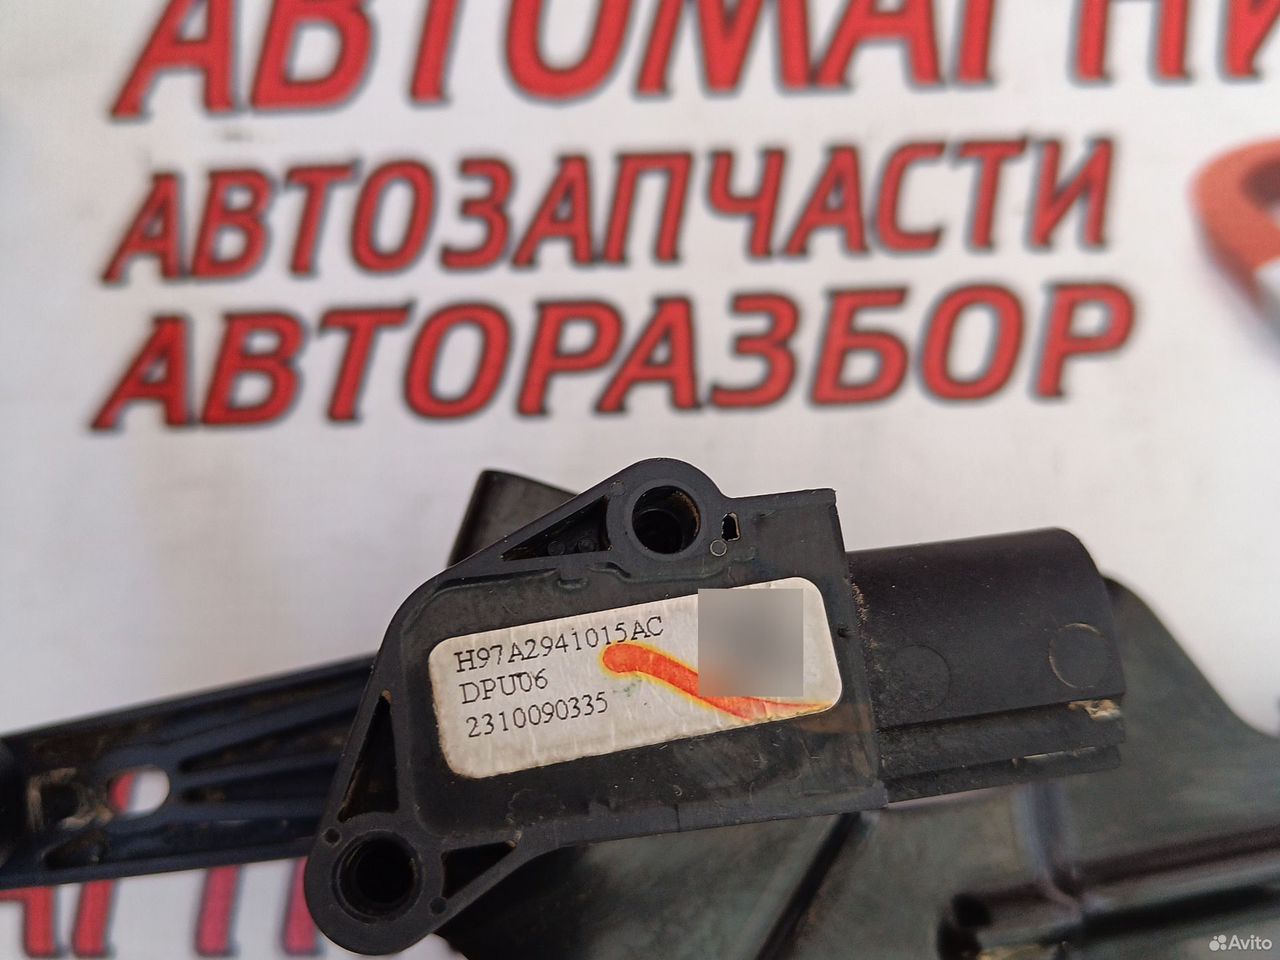 АВТОМАГНИ
АВТОЗАПЧАСТИ
АВТОРАЗБОР
H97A2941015AC
DPU06
2310090335
Avito